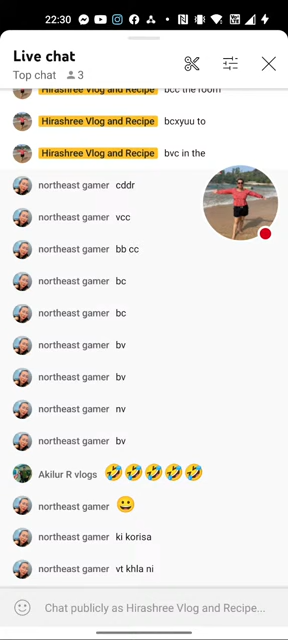 22:30
Live chat
Top chat 3
Hirashree Vlog and Recipe bcc the room
Hirashree Vlog and Recipe bcxyuu to
Hirashree Vlog and Recipe bvc in the
northeast gamer cddr
northeast gamer vcc
northeast gamer bb cc
northeast gamer bc
northeast gamer bc
northeast gamer bv
northeast gamer bv
northeast gamer nv
northeast gamer bv
Akilur R vlogs 🤣🤣🤣🤣🤣
northeast gamer 😀
northeast gamer ki korisa
northeast gamer vt khla ni
Chat publicly as Hirashree Vlog and Recipe...